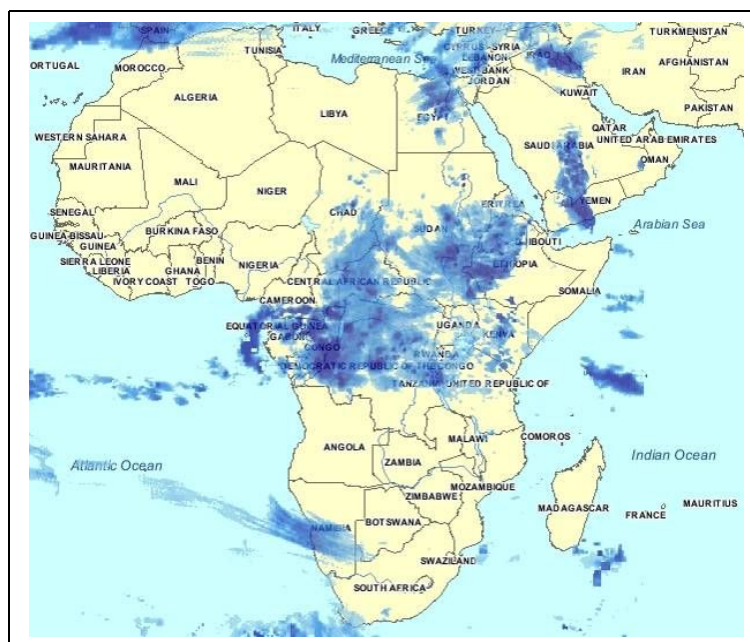 SPAIN
ITALY
GREECE
TURKEY
TURKMENISTAN
PORTUGAL
TUNISIA
Mediterranean Se
CYPRUS
SYRIA
LEBANON
IRAQ
IRAN
AFGHANISTAN
MOROCCO
WEST BANK
JORDAN
ALGERIA
LIBYA
EGYPT
KUWAIT
PAKISTAN
WESTERN SAHARA
QATAR
UNITED ARAB EMIRATES
SAUDI ARABIA
OMAN
MAURITANIA
MALI
NIGER
YEMEN
ERITREA
SENEGAL
CHAD
SUDAN
Arabian Sea
GUINEA-BISSAU
BURKINA FASO
GUINEA
IBOUTI
SIERRA LEONE
BENIN
NIGERIA
ETHIOPIA
LIBERIA
GHANA
IVORY COAST
TOGO
CENTRAL AFRICAN REPUBLIC
SOMALIA
CAMEROON
EQUATORIAL GUINEA
UGANDA
KENYA
GABON
CONGO
RWANDA
DEMOCRATIC REPUBLIC OF THE CONGO
TANZANIA, UNITED REPUBLIC OF
ANGOLA
MALAWI
COMOROS
Atlantic Ocean
ZAMBIA
Indian Ocean
MOZAMBIQUE
ZIMBABWE
MADAGASCAR
FRANCE
MAURITIUS
NAMIBIA
BOTSWANA
SWAZILAND
SOUTH AFRICA